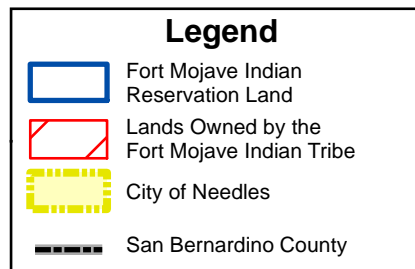 Legend
Fort Mojave Indian
Reservation Land
Lands Owned by the
Fort Mojave Indian Tribe
City of Needles
San Bernardino County